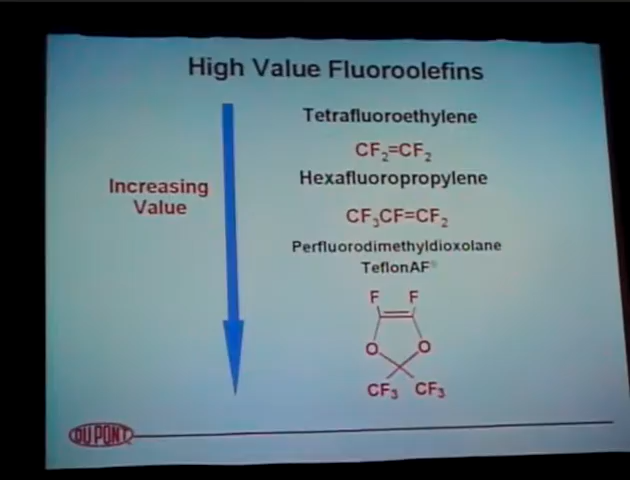 High Value Fluoroolefins
Tetrafluoroethylene
CF₂=CF₂
Increasing
Value
Hexafluoropropylene
CF₃CF=CF₂
Perfluorodimethyldioxolane
TeflonAF®
F F
O O
CF₃ CF₃
DUPONT